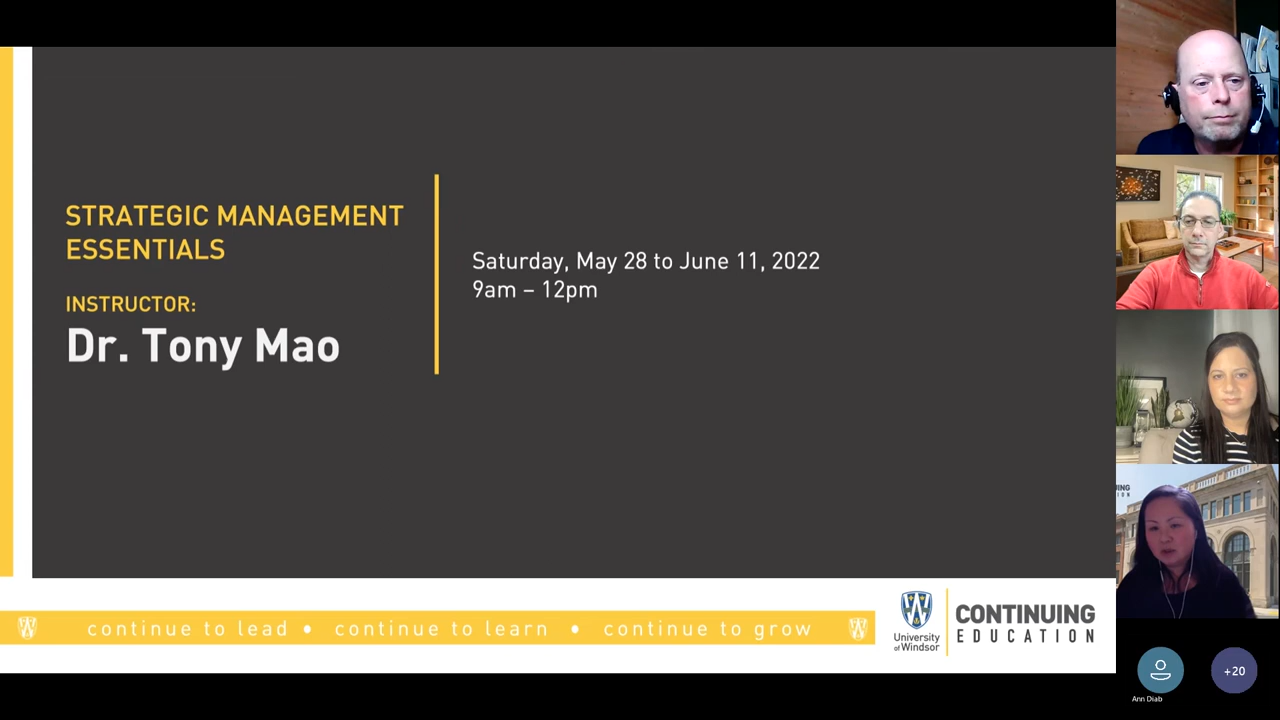 STRATEGIC MANAGEMENT
ESSENTIALS
INSTRUCTOR:
Dr. Tony Mao
Saturday, May 28 to June 11, 2022
9am – 12pm
continue to lead • continue to learn • continue to grow
University
of Windsor
CONTINUING
EDUCATION
Ann Diab
+20